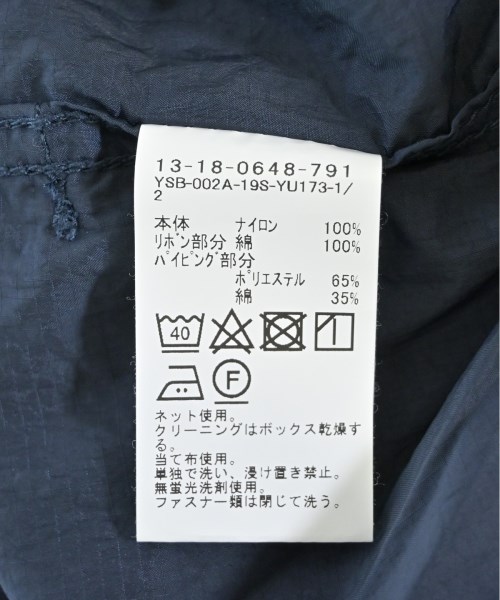 13-18-0648-791
YSB-002A-19S-YU173-1/
2
本体 ナイロン 100%
リボン部分 綿 100%
パイピング部分
ポリエステル 65%
綿 35%
40
F
ネット使用。
クリーニングはボックス乾燥す
る。
当て布使用。
単独で洗い、浸け置き禁止。
無蛍光洗剤使用。
ファスナー類は閉じて洗う。